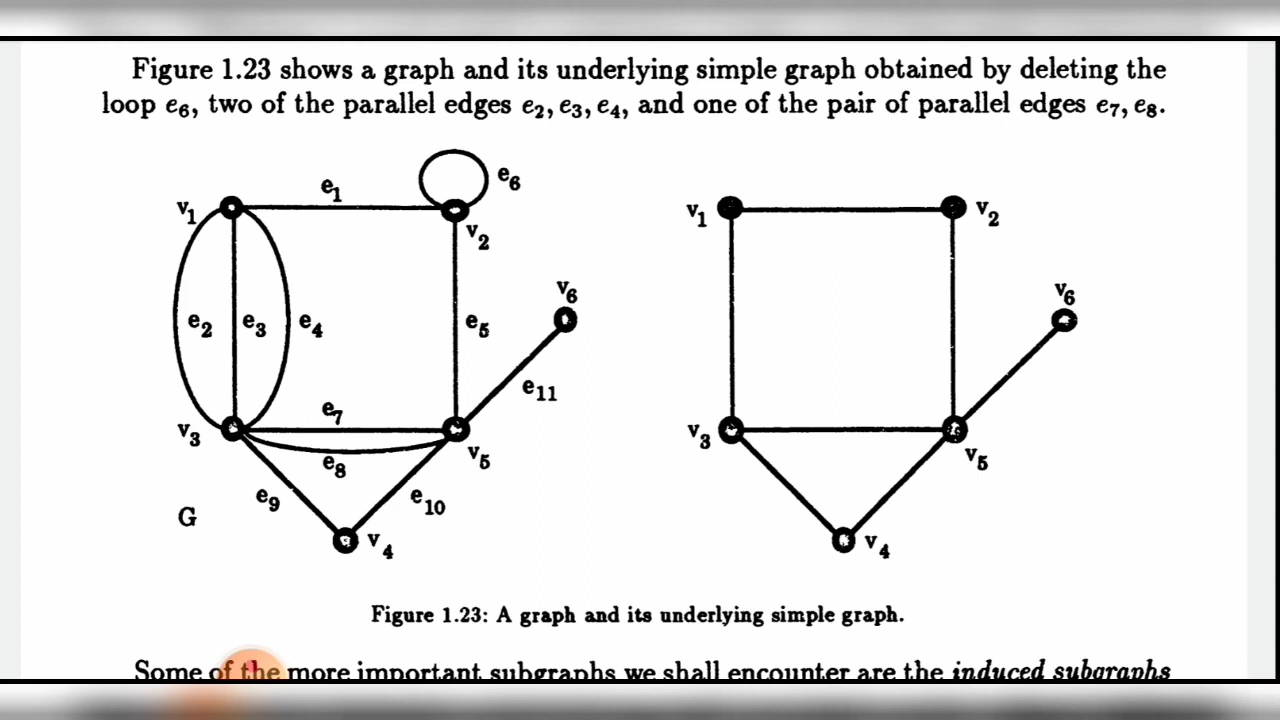 Figure 1.23 shows a graph and its underlying simple graph obtained by deleting the
loop e₆, two of the parallel edges e₂, e₃, e₄, and one of the pair of parallel edges e₇, e₈.
e₆
e₁
v₁
v₂
v₁
v₂
v₆
v₆
e₂
e₃
e₄
e₅
e₁₁
e₇
v₃
v₅
v₃
v₅
e₈
e₉
e₁₀
G
v₄
v₄
Figure 1.23: A graph and its underlying simple graph.
Some of the more important subgraphs we shall encounter are the induced subgraphs